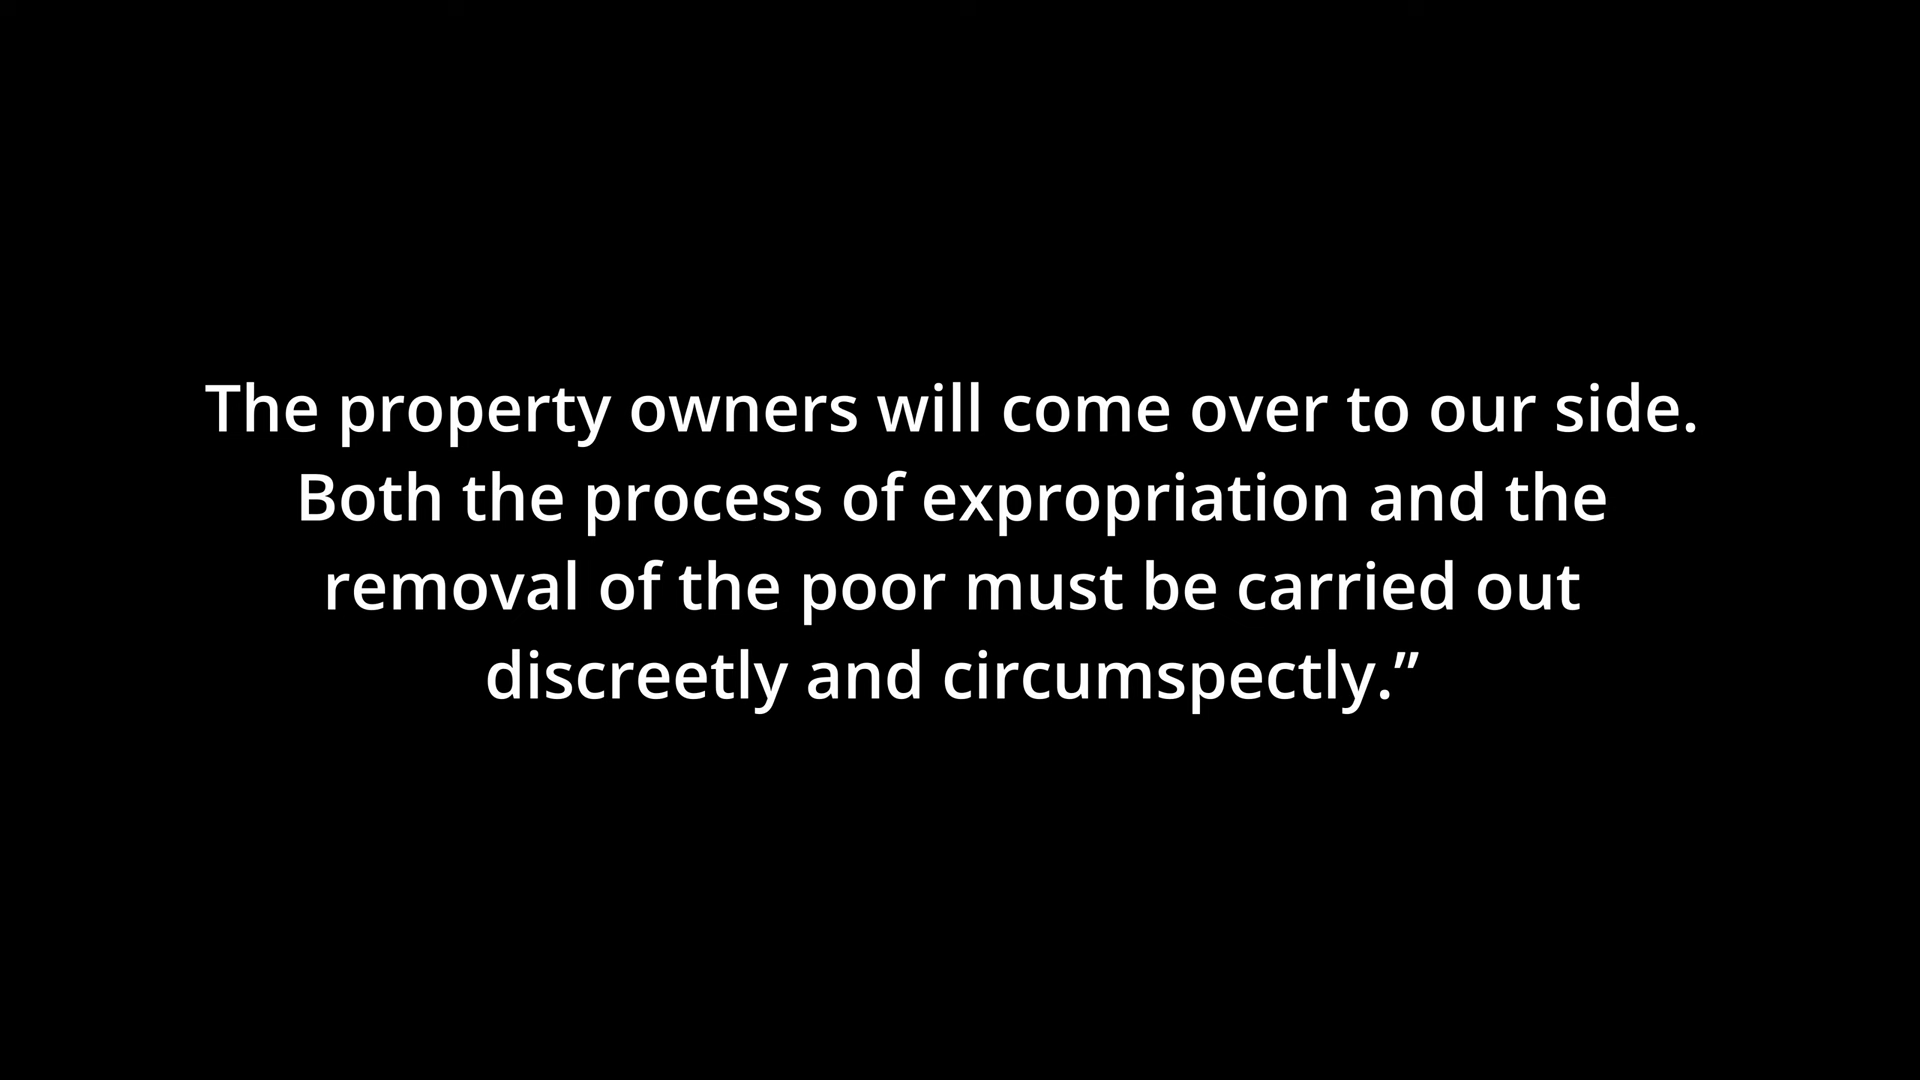 The property owners will come over to our side.
Both the process of expropriation and the
removal of the poor must be carried out
discreetly and circumspectly.”